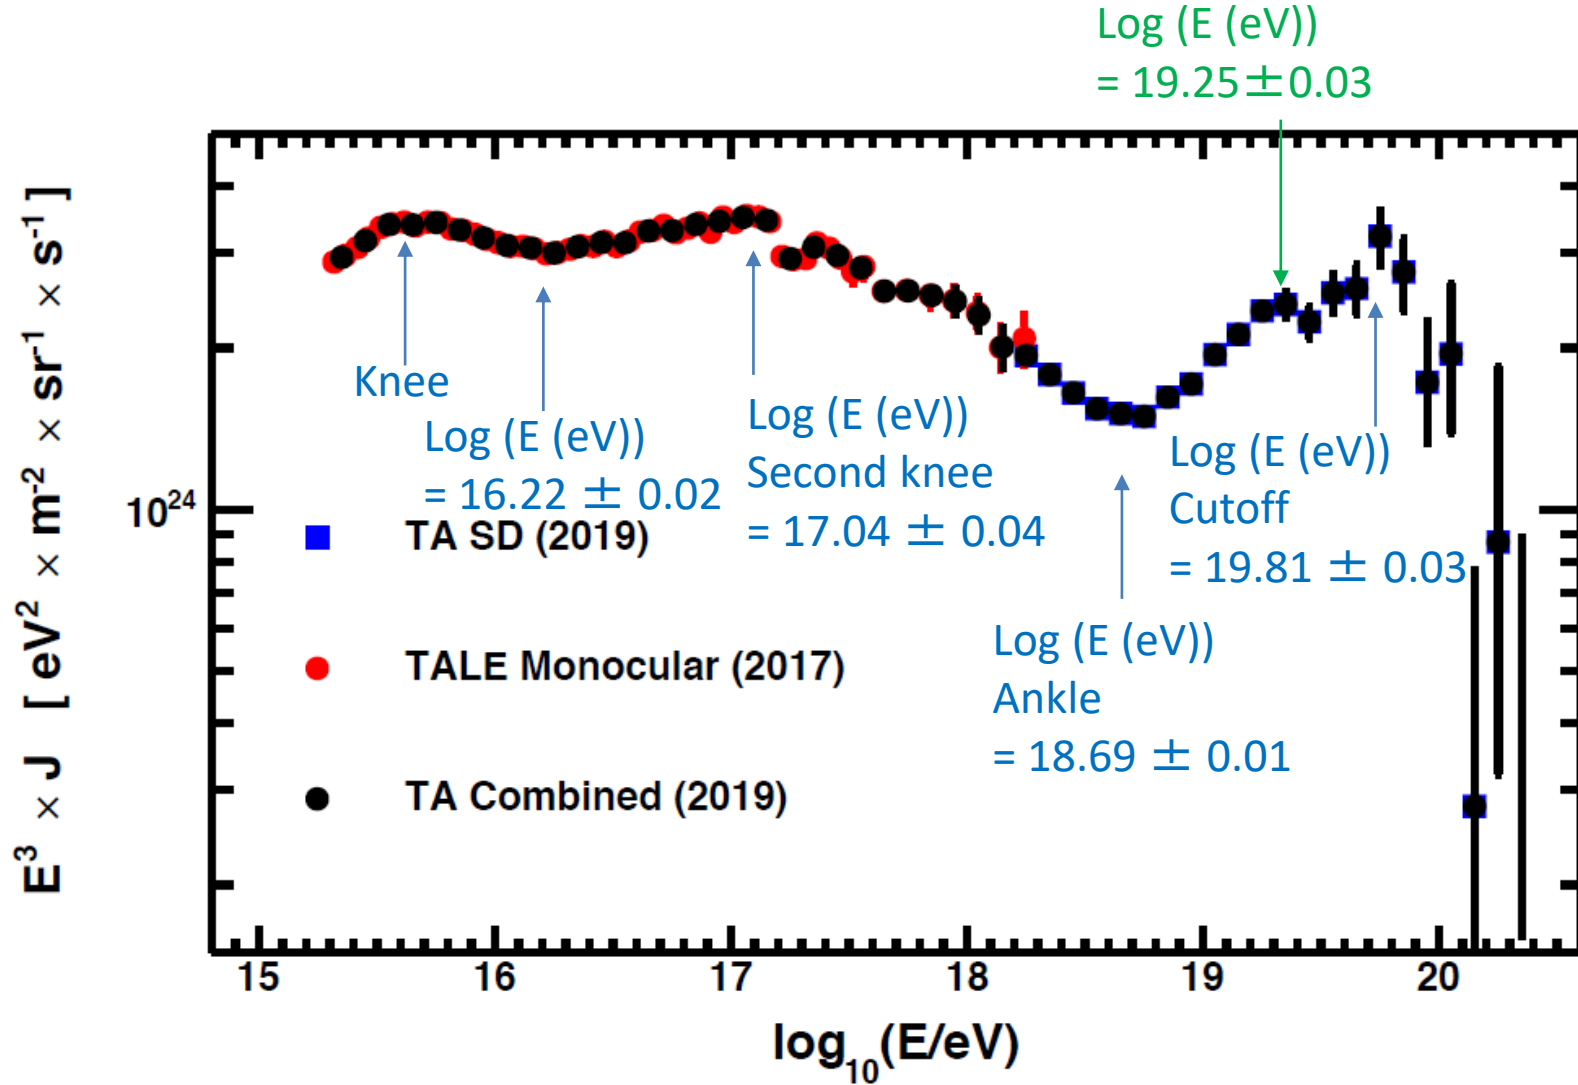 Log (E (eV))
= 19.25±0.03
E³ × J [ eV² × m⁻² × sr⁻¹ × s⁻¹ ]
10²⁴
Knee
Log (E (eV))
= 16.22 ± 0.02
Log (E (eV))
Second knee
= 17.04 ± 0.04
Log (E (eV))
Cutoff
= 19.81 ± 0.03
Log (E (eV))
Ankle
= 18.69 ± 0.01
TA SD (2019)
TALE Monocular (2017)
TA Combined (2019)
15 16 17 18 19 20
log₁₀(E/eV)